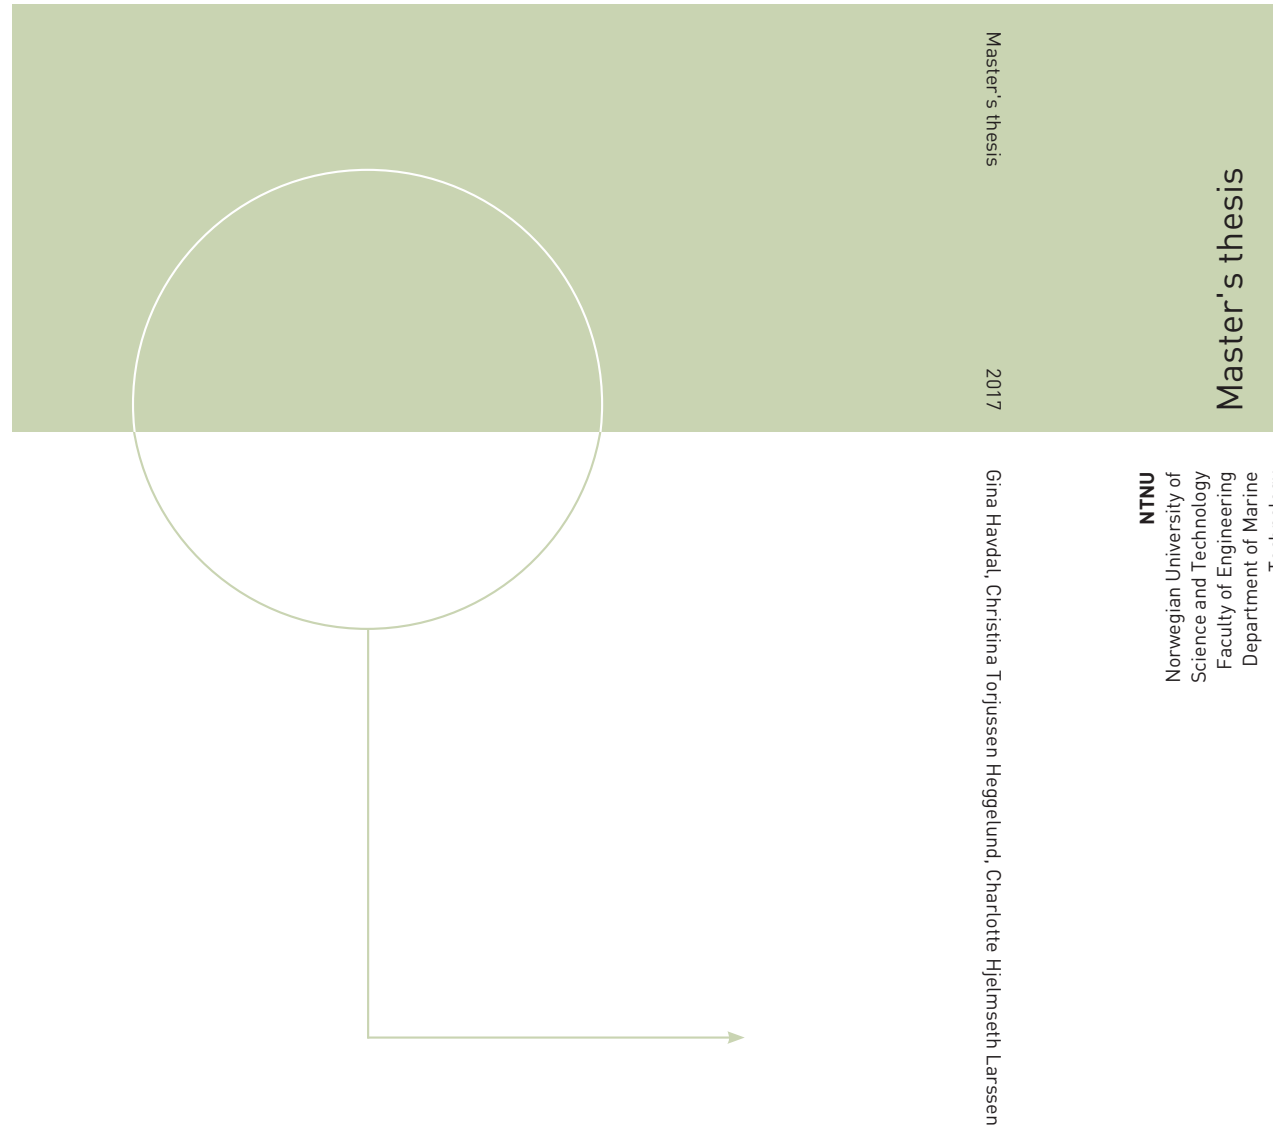 Master's thesis
2017
Gina Havdal, Christina Torjussen Heggelund, Charlotte Hjelmseth Larssen
Master's thesis
NTNU
Norwegian University of
Science and Technology
Faculty of Engineering
Department of Marine